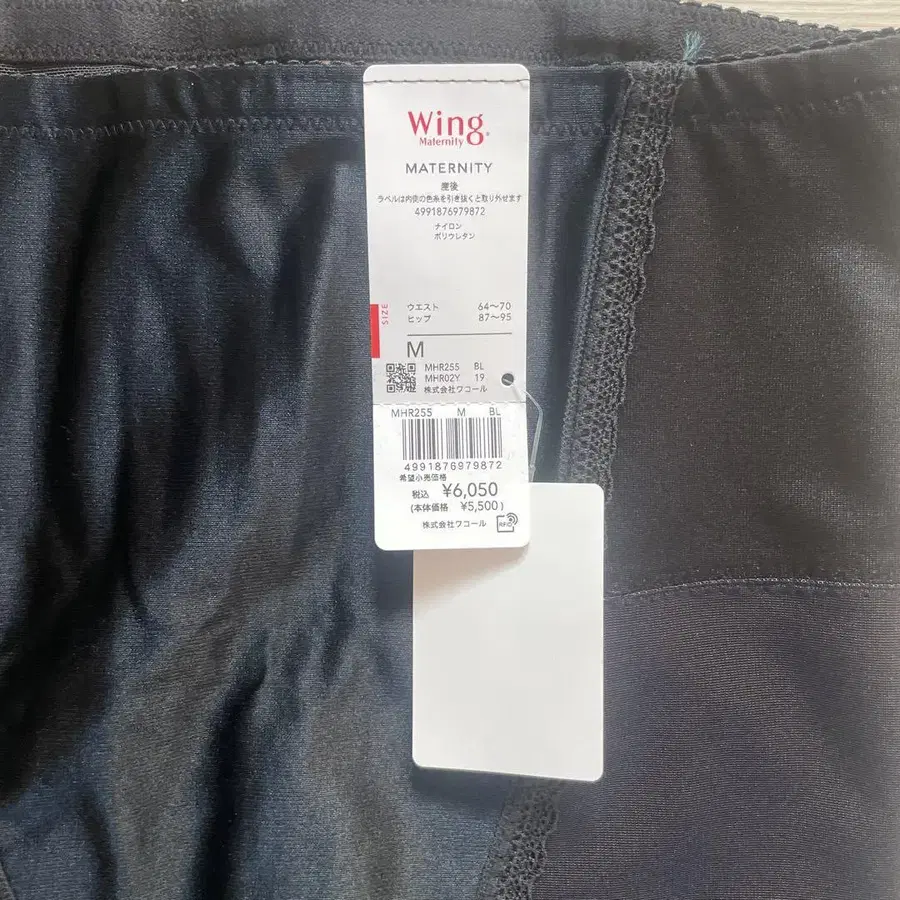 Wing
Maternity
MATERNITY
産後
ラベルは内側の色糸を引き抜くと取り外せます
4991876979872
ナイロン
ポリウレタン
SIZE
ウエスト 64〜70
ヒップ 87〜95
M
MHR255 BL
MHR02Y 19
株式会社ワコール
MHR255 M BL
4991876979872
希望小売価格
税込 ¥6,050
(本体価格 ¥5,500)
株式会社ワコール
RFID